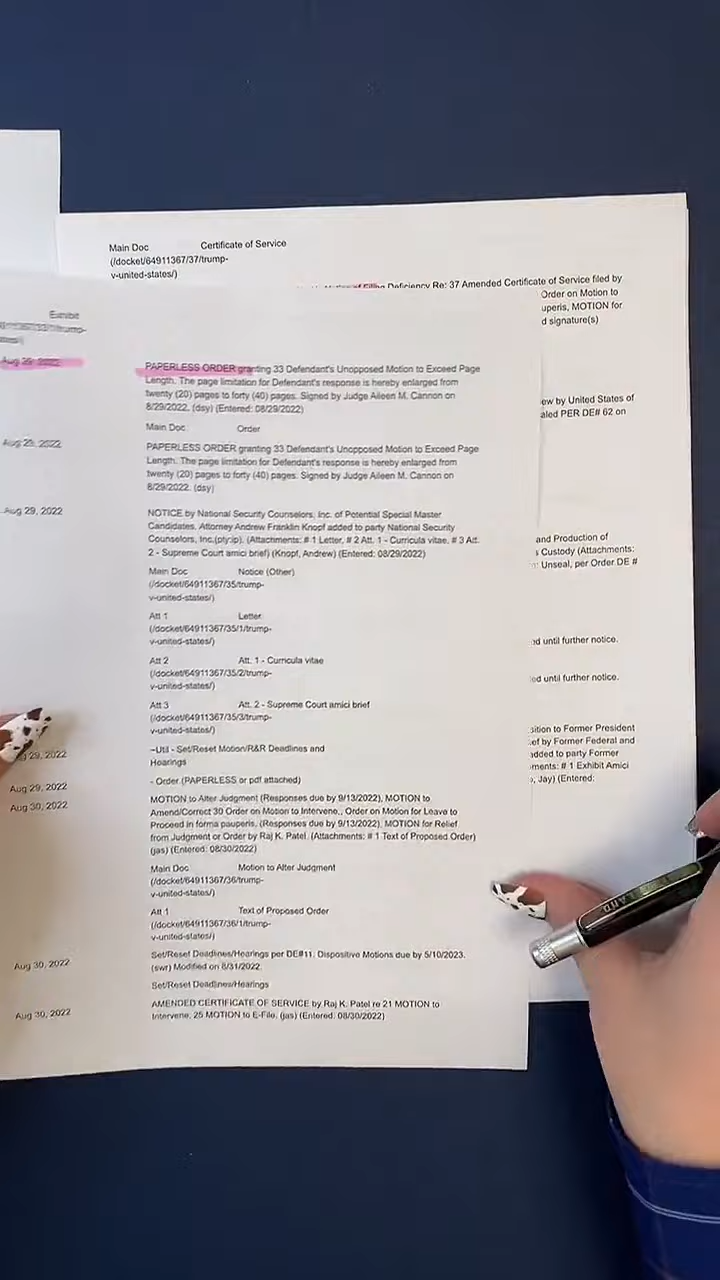 Main Doc Certificate of Service
(/docket/64911367/37/trump-
v-united-states/)
Deficiency Re: 37 Amended Certificate of Service filed by
Order on Motion to
uperis, MOTION for
d signature(s)
ew by United States of
aled PER DE# 62 on
and Production of
s Custody (Attachments:
Unseal, per Order DE #
ed until further notice.
ed until further notice.
sition to Former President
ef by Former Federal and
added to party Former
ments: # 1 Exhibit Amici
, Jay) (Entered:
Exhibit
Aug 29, 2022 PAPERLESS ORDER granting 33 Defendant's Unopposed Motion to Exceed Page
Length. The page limitation for Defendant's response is hereby enlarged from
twenty (20) pages to forty (40) pages. Signed by Judge Aileen M. Cannon on
8/29/2022. (dsy) (Entered: 08/29/2022)
Main Doc Order
Aug 29, 2022 PAPERLESS ORDER granting 33 Defendant's Unopposed Motion to Exceed Page
Length. The page limitation for Defendant's response is hereby enlarged from
twenty (20) pages to forty (40) pages. Signed by Judge Aileen M. Cannon on
8/29/2022. (dsy)
Aug 29, 2022 NOTICE by National Security Counselors, Inc. of Potential Special Master
Candidates. Attorney Andrew Franklin Knopf added to party National Security
Counselors, Inc.(pty:ip). (Attachments: # 1 Letter, # 2 Att. 1 - Curricula vitae, # 3 Att.
2 - Supreme Court amici brief) (Knopf, Andrew) (Entered: 08/29/2022)
Main Doc Notice (Other)
(/docket/64911367/35/trump-
v-united-states/)
Att 1 Letter
(/docket/64911367/35/1/trump-
v-united-states/)
Att 2 Att. 1 - Curricula vitae
(/docket/64911367/35/2/trump-
v-united-states/)
Att 3 Att. 2 - Supreme Court amici brief
(/docket/64911367/35/3/trump-
v-united-states/)
29, 2022 ~Util - Set/Reset Motion/R&R Deadlines and
Hearings
Aug 29, 2022 - Order (PAPERLESS or pdf attached)
Aug 30, 2022 MOTION to Alter Judgment (Responses due by 9/13/2022), MOTION to
Amend/Correct 30 Order on Motion to Intervene,, Order on Motion for Leave to
Proceed in forma pauperis, (Responses due by 9/13/2022), MOTION for Relief
from Judgment or Order by Raj K. Patel. (Attachments: # 1 Text of Proposed Order)
(jas) (Entered: 08/30/2022)
Main Doc Motion to Alter Judgment
(/docket/64911367/36/trump-
v-united-states/)
Att 1 Text of Proposed Order
(/docket/64911367/36/1/trump-
v-united-states/)
Aug 30, 2022 Set/Reset Deadlines/Hearings per DE#11. Dispositive Motions due by 5/10/2023.
(swr) Modified on 8/31/2022.
Set/Reset Deadlines/Hearings
Aug 30, 2022 AMENDED CERTIFICATE OF SERVICE by Raj K. Patel re 21 MOTION to
Intervene, 25 MOTION to E-File. (jas) (Entered: 08/30/2022)